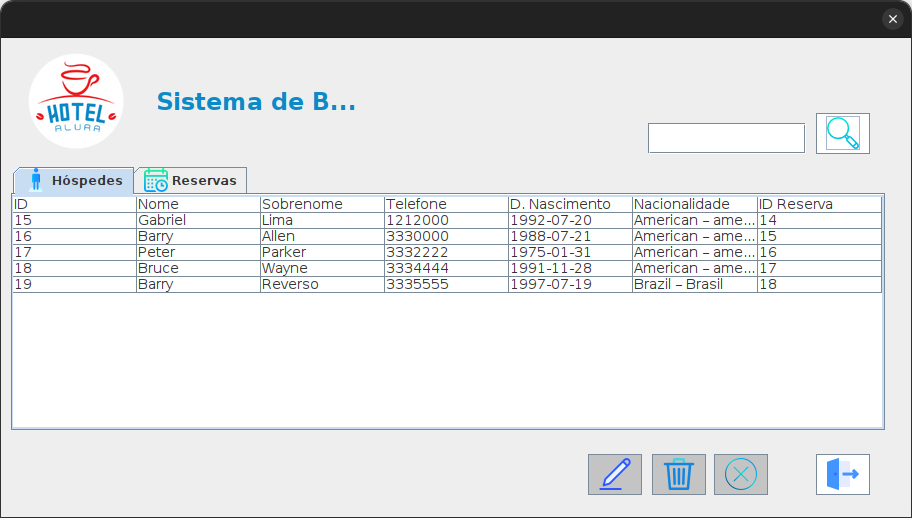 HOTEL
ALURA
Sistema de B...
Hóspedes Reservas
ID Nome Sobrenome Telefone D. Nascimento Nacionalidade ID Reserva
15 Gabriel Lima 1212000 1992-07-20 American – ame... 14
16 Barry Allen 3330000 1988-07-21 American – ame... 15
17 Peter Parker 3332222 1975-01-31 American – ame... 16
18 Bruce Wayne 3334444 1991-11-28 American – ame... 17
19 Barry Reverso 3335555 1997-07-19 Brazil – Brasil 18